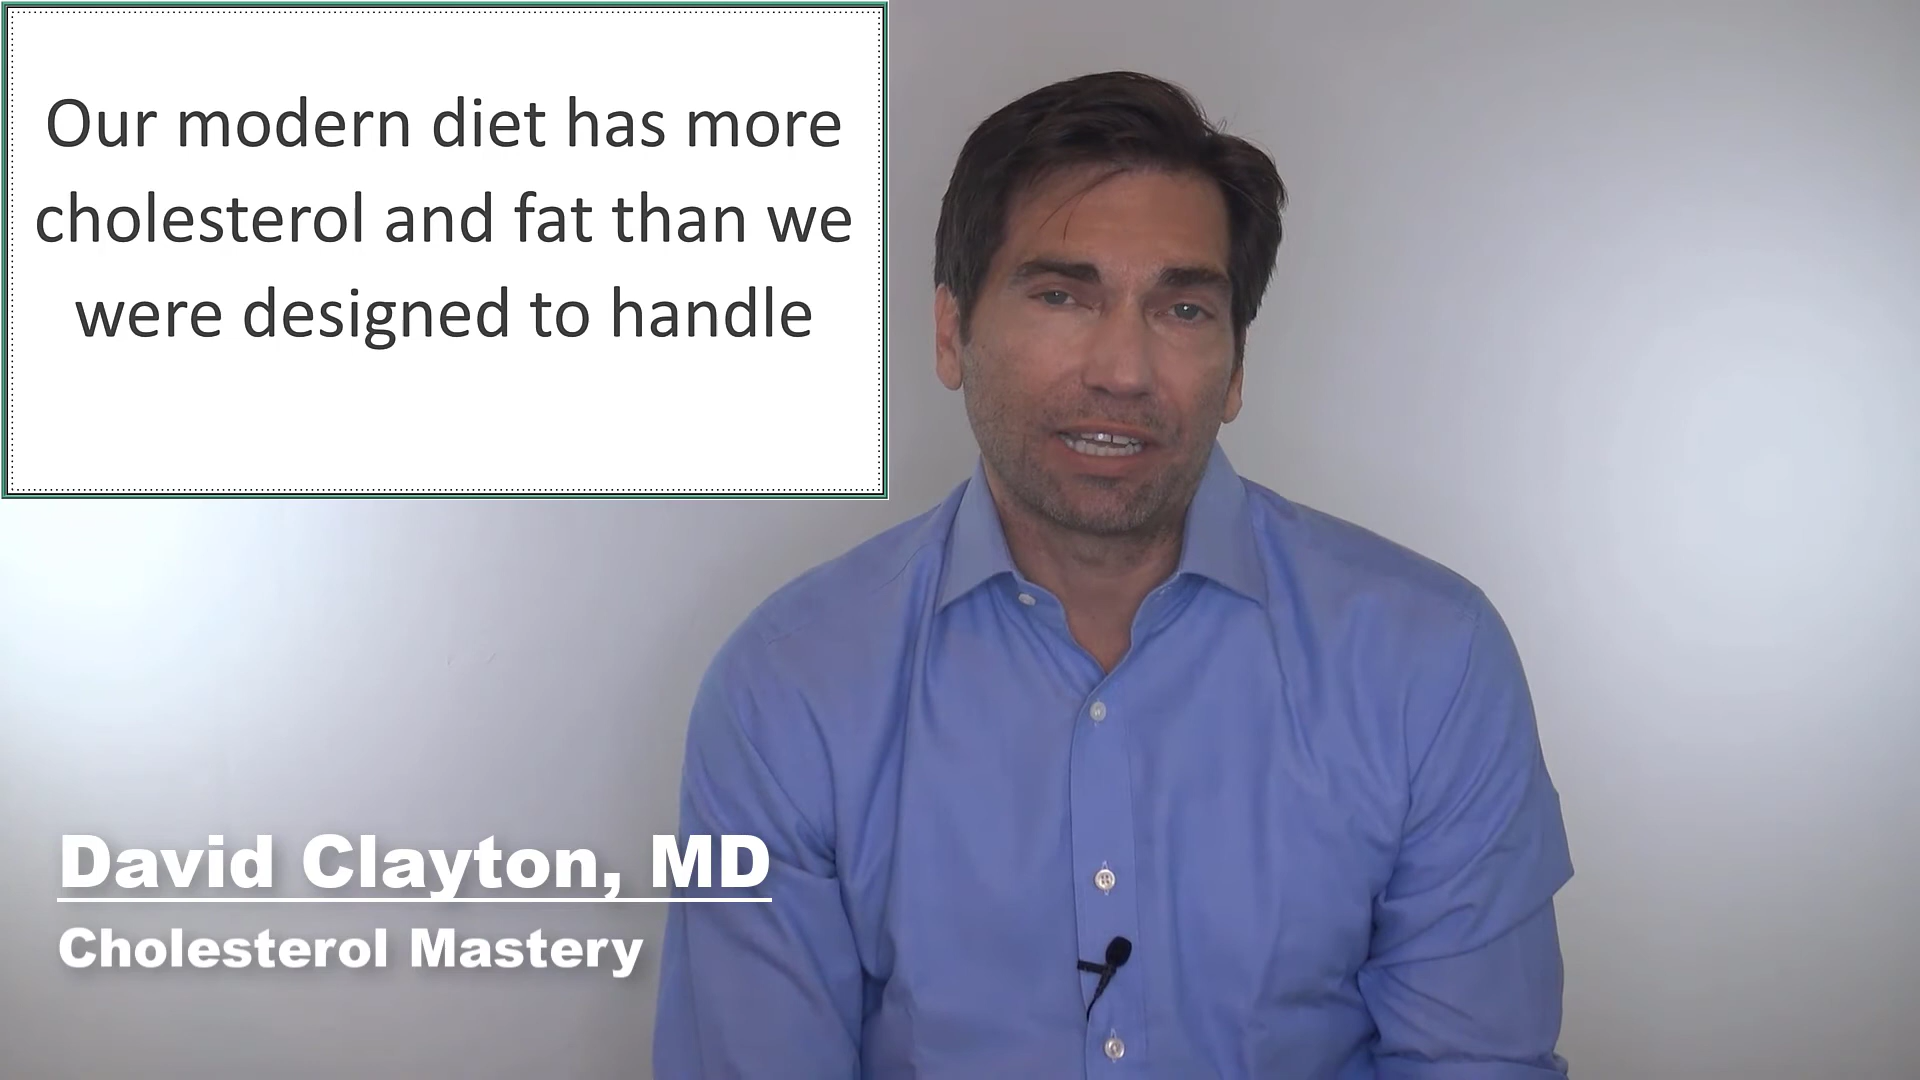 Our modern diet has more
cholesterol and fat than we
were designed to handle
David Clayton, MD
Cholesterol Mastery